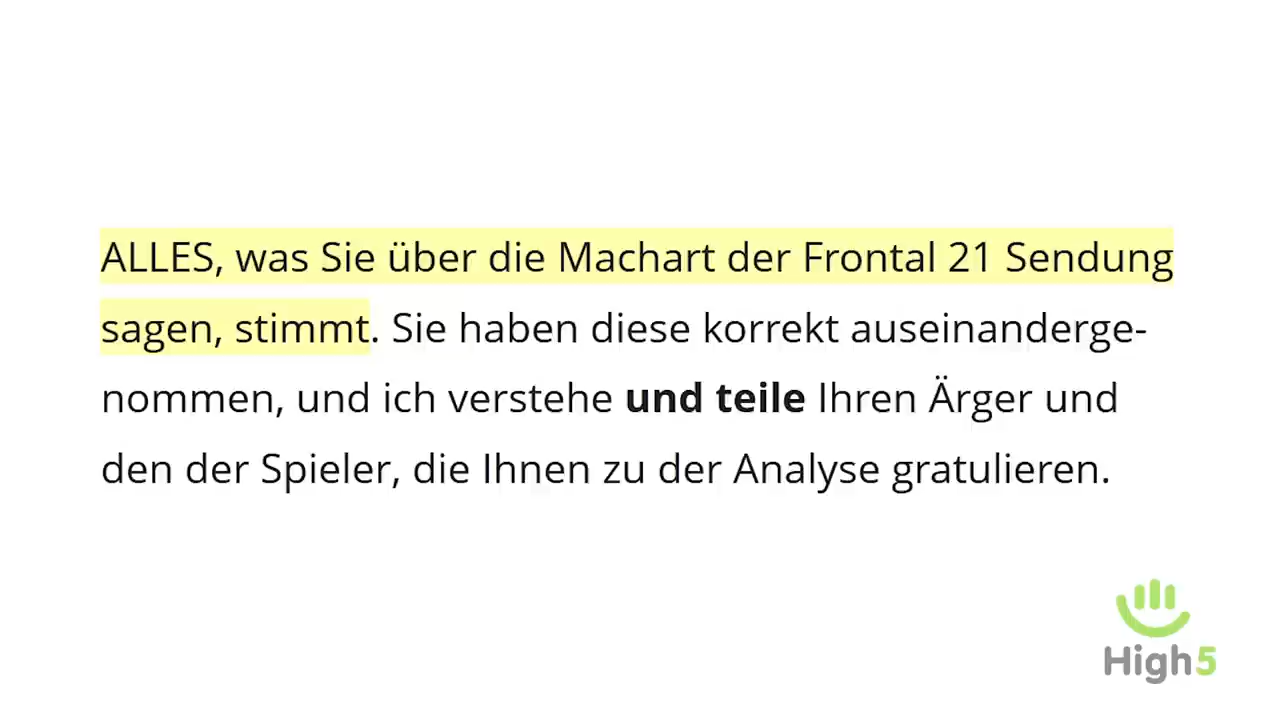 ALLES, was Sie über die Machart der Frontal 21 Sendung
sagen, stimmt. Sie haben diese korrekt auseinanderge-
nommen, und ich verstehe und teile Ihren Ärger und
den der Spieler, die Ihnen zu der Analyse gratulieren.
High5